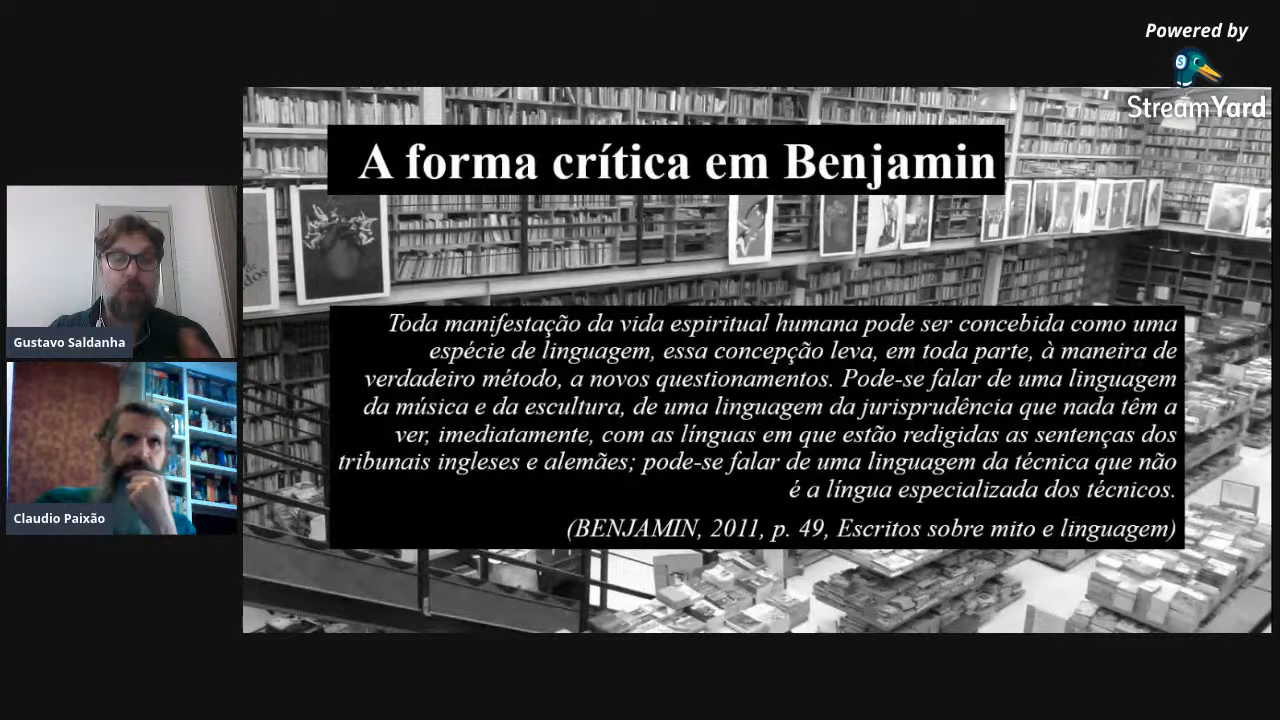 Powered by
StreamYard
A forma crítica em Benjamin
Toda manifestação da vida espiritual humana pode ser concebida como uma
espécie de linguagem, essa concepção leva, em toda parte, à maneira de
verdadeiro método, a novos questionamentos. Pode-se falar de uma linguagem
da música e da escultura, de uma linguagem da jurisprudência que nada têm a
ver, imediatamente, com as línguas em que estão redigidas as sentenças dos
tribunais ingleses e alemães; pode-se falar de uma linguagem da técnica que não
é a língua especializada dos técnicos.
(BENJAMIN, 2011, p. 49, Escritos sobre mito e linguagem)
Gustavo Saldanha
Claudio Paixão